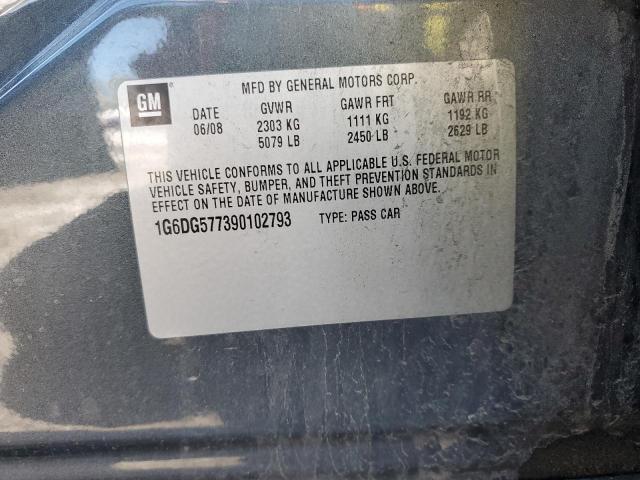 GM
MFD BY GENERAL MOTORS CORP.
DATE GVWR GAWR FRT GAWR RR
06/08 2303 KG 1111 KG 1192 KG
5079 LB 2450 LB 2629 LB
THIS VEHICLE CONFORMS TO ALL APPLICABLE U.S. FEDERAL MOTOR
VEHICLE SAFETY, BUMPER, AND THEFT PREVENTION STANDARDS IN
EFFECT ON THE DATE OF MANUFACTURE SHOWN ABOVE.
1G6DG577390102793 TYPE: PASS CAR